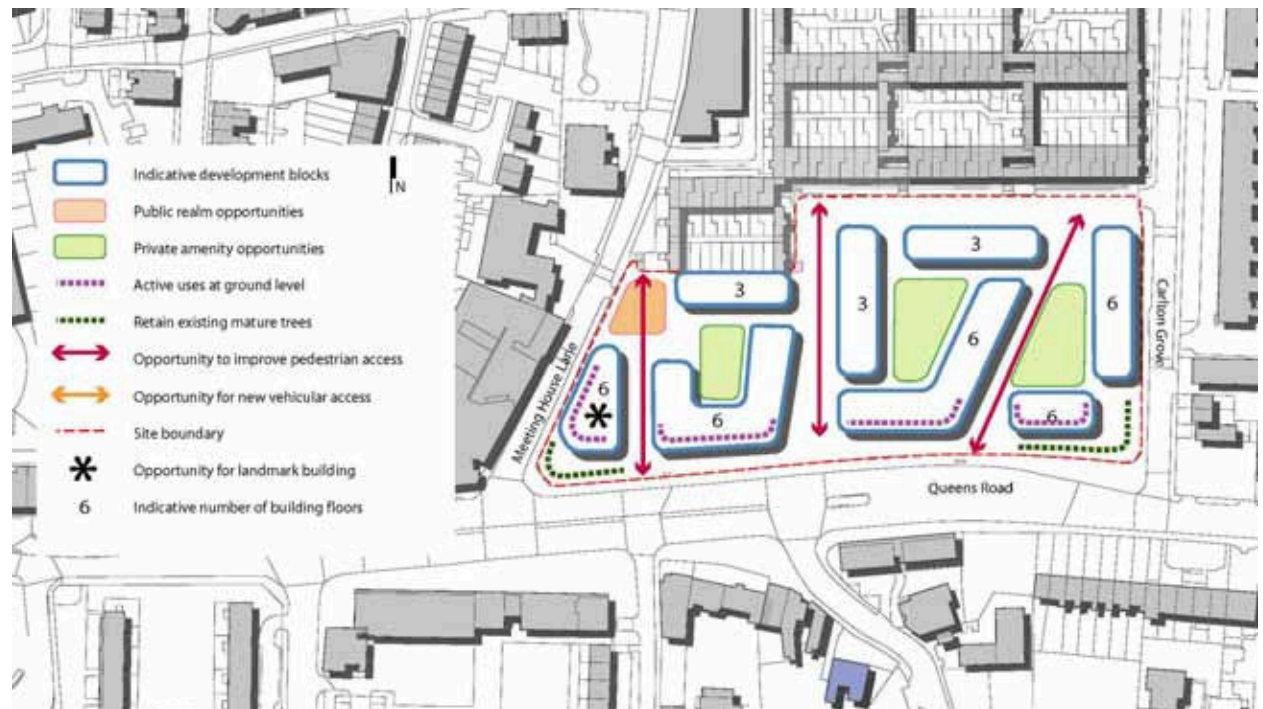 Indicative development blocks
N
Public realm opportunities
Private amenity opportunities
Active uses at ground level
Retain existing mature trees
Opportunity to improve pedestrian access
Opportunity for new vehicular access
Site boundary
Opportunity for landmark building
6 Indicative number of building floors
3
3
3
6
6
6
6
6
Meeting House Lane
Carlton Grove
Queens Road